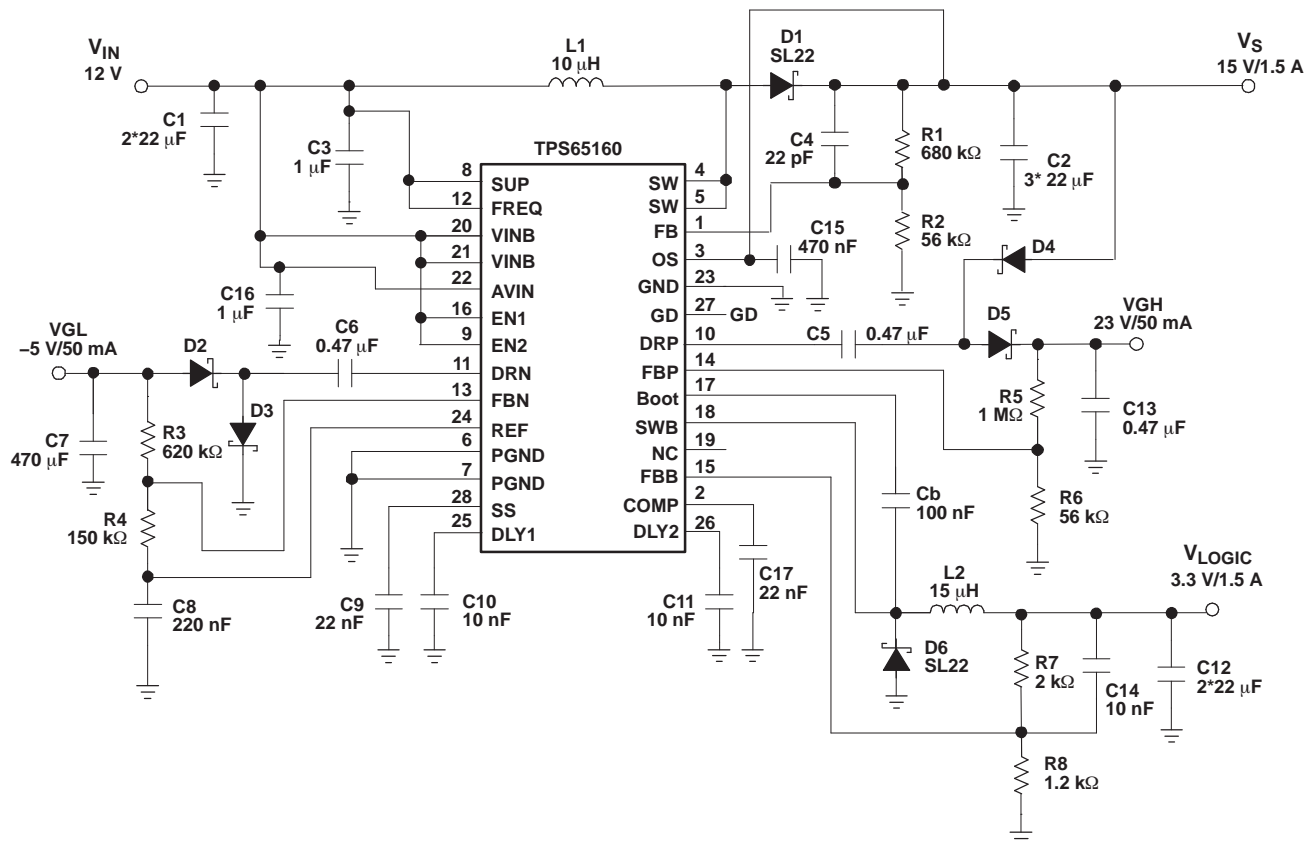 V_IN
12 V
L1
10 μH
D1
SL22
V_S
15 V/1.5 A
C1
2*22 μF
C3
1 μF
C4
22 pF
R1
680 kΩ
C2
3* 22 μF
R2
56 kΩ
C15
470 nF
D4
TPS65160
8
SUP
12
FREQ
20
VINB
21
VINB
22
AVIN
16
EN1
9
EN2
11
DRN
13
FBN
24
REF
6
PGND
7
PGND
28
SS
25
DLY1
4
SW
5
SW
1
FB
3
OS
23
GND
27
GD
GD
10
DRP
14
FBP
17
Boot
18
SWB
19
NC
15
FBB
2
COMP
26
DLY2
C16
1 μF
VGL
–5 V/50 mA
D2
C6
0.47 μF
D3
C7
470 μF
R3
620 kΩ
R4
150 kΩ
C8
220 nF
C9
22 nF
C10
10 nF
C11
10 nF
C17
22 nF
C5
0.47 μF
D5
VGH
23 V/50 mA
R5
1 MΩ
C13
0.47 μF
R6
56 kΩ
Cb
100 nF
L2
15 μH
V_LOGIC
3.3 V/1.5 A
D6
SL22
R7
2 kΩ
C14
10 nF
C12
2*22 μF
R8
1.2 kΩ